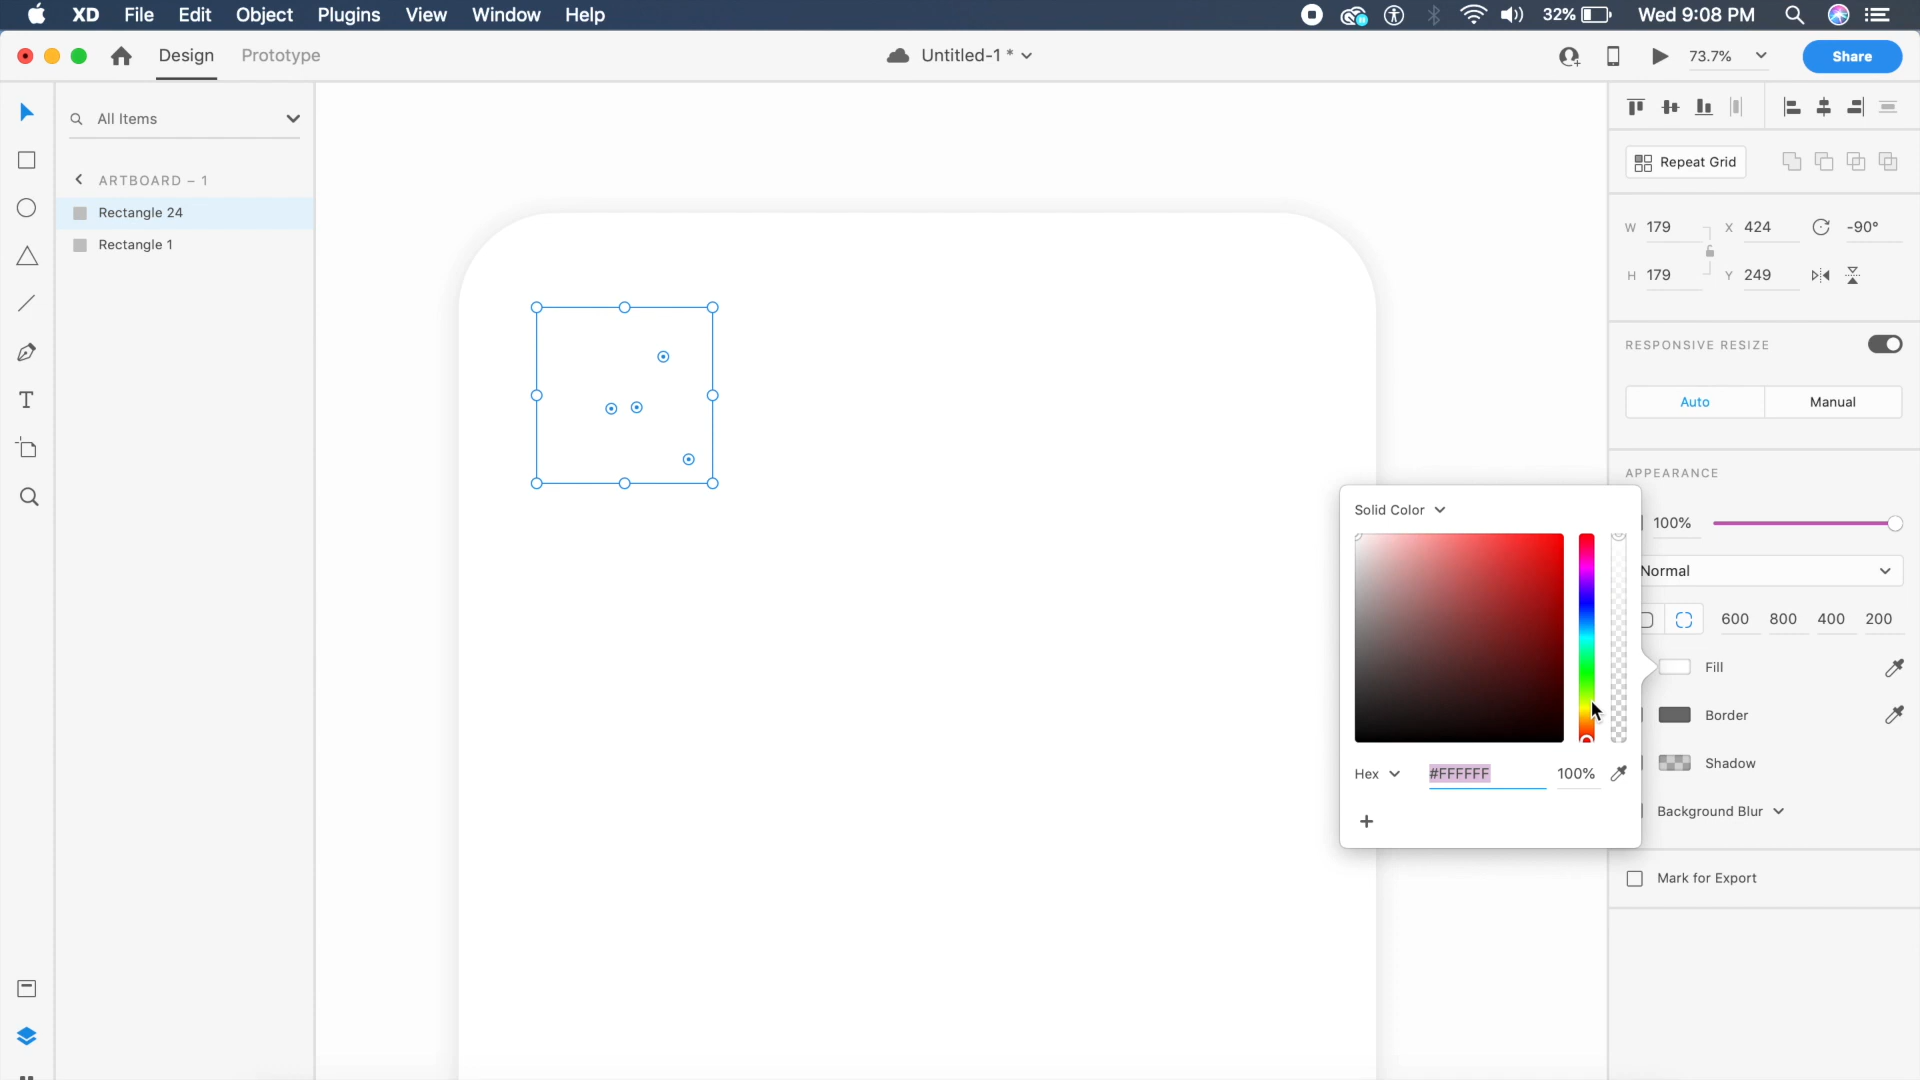 XD File Edit Object Plugins View Window Help 32% Wed 9:08 PM
Design Prototype Untitled-1 * 73.7% Share
All Items
ARTBOARD – 1
Rectangle 24
Rectangle 1
Repeat Grid
W 179 X 424 -90°
H 179 Y 249
RESPONSIVE RESIZE
Auto Manual
APPEARANCE
Solid Color
100%
Normal
600 800 400 200
Fill
Border
Shadow
Hex #FFFFFF 100%
Background Blur
Mark for Export